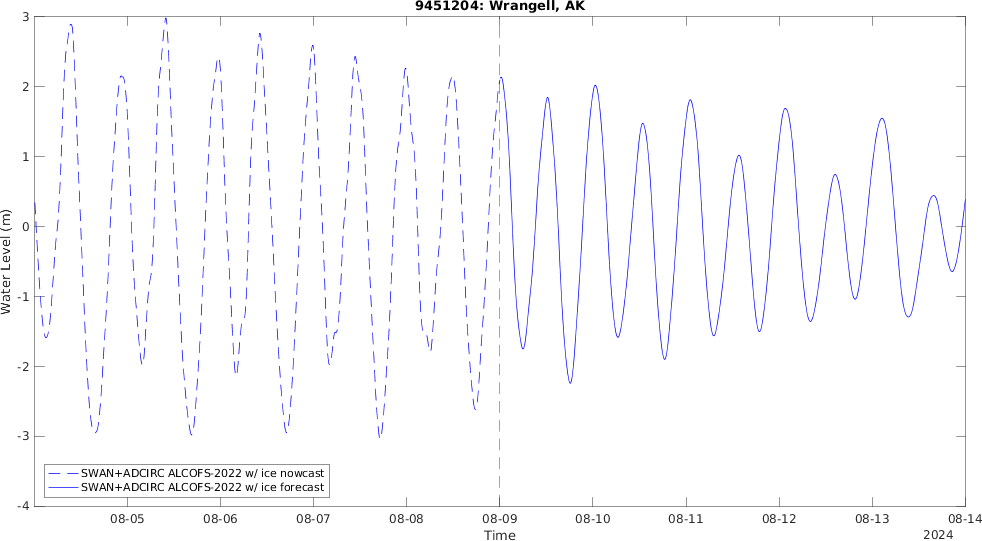 9451204: Wrangell, AK
3
2
1
0
-1
-2
-3
-4
Water Level (m)
SWAN+ADCIRC ALCOFS-2022 w/ ice nowcast
SWAN+ADCIRC ALCOFS-2022 w/ ice forecast
08-05 08-06 08-07 08-08 08-09 08-10 08-11 08-12 08-13 08-14
Time
2024